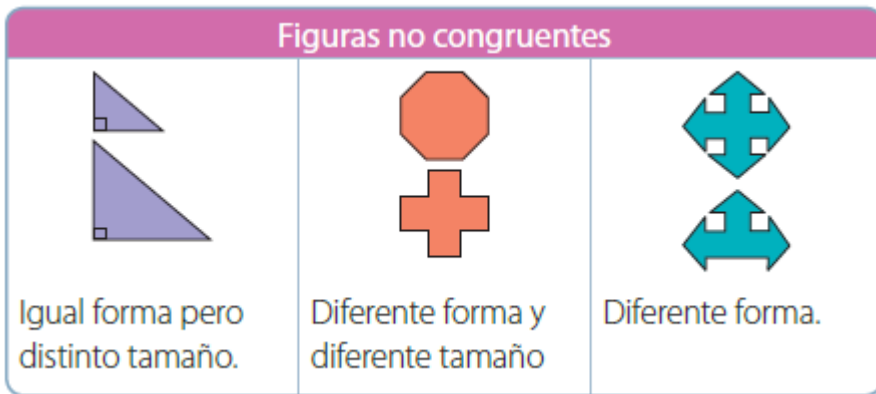 Figuras no congruentes
Igual forma pero
distinto tamaño.
Diferente forma y
diferente tamaño
Diferente forma.